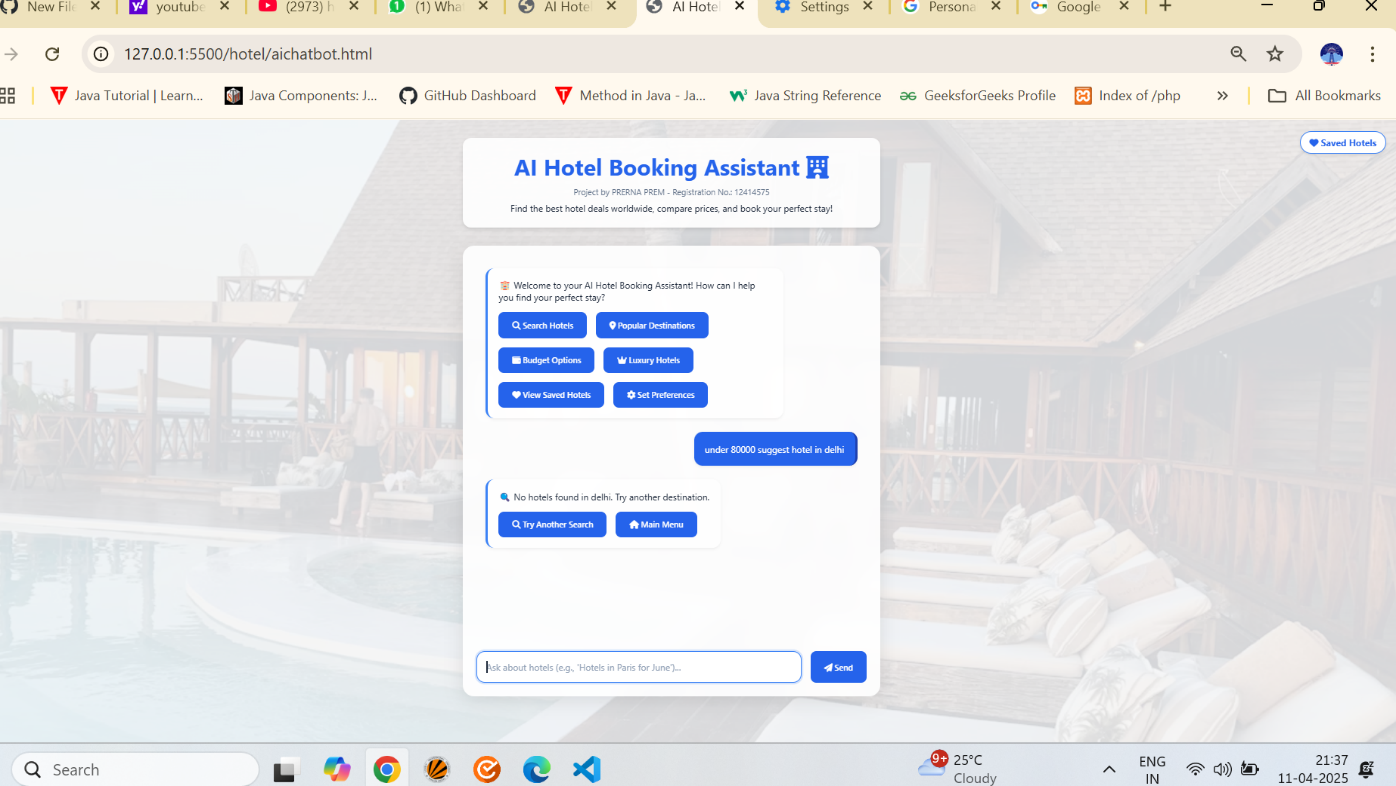 New File
youtube
(2973) h
(1) What
AI Hotel
AI Hotel
Settings
Persona
Google
127.0.0.1:5500/hotel/aichatbot.html
Java Tutorial | Learn...
Java Components: J...
GitHub Dashboard
Method in Java - Ja...
Java String Reference
GeeksforGeeks Profile
Index of /php
All Bookmarks
Saved Hotels
AI Hotel Booking Assistant
Project by PRERNA PREM - Registration No.: 12414575
Find the best hotel deals worldwide, compare prices, and book your perfect stay!
Welcome to your AI Hotel Booking Assistant! How can I help
you find your perfect stay?
Search Hotels
Popular Destinations
Budget Options
Luxury Hotels
View Saved Hotels
Set Preferences
under 80000 suggest hotel in delhi
No hotels found in delhi. Try another destination.
Try Another Search
Main Menu
Ask about hotels (e.g., 'Hotels in Paris for June')...
Send
Search
9+
25°C
Cloudy
ENG
IN
21:37
11-04-2025